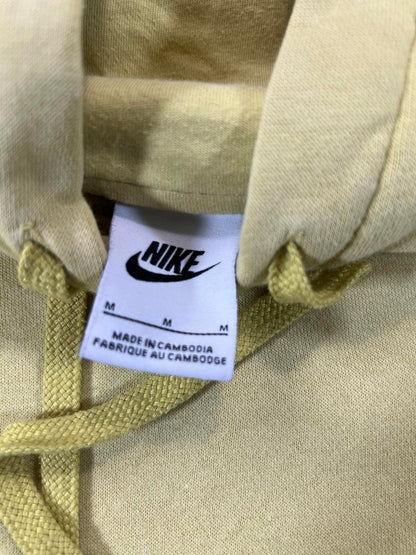 NIKE
M M M
MADE IN CAMBODIA
FABRIQUE AU CAMBODGE